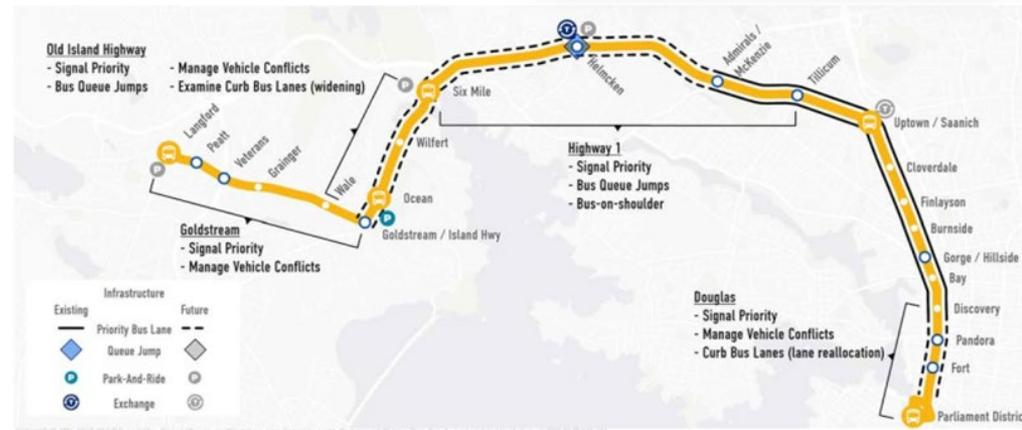 Old Island Highway
- Signal Priority
- Bus Queue Jumps
- Manage Vehicle Conflicts
- Examine Curb Bus Lanes (widening)
Langford
Peatt
Veterans
Grainger
Wale
Goldstream / Island Hwy
Ocean
Wilfert
Six Mile
Helmcken
Admirals /
McKenzie
Tillicum
Uptown / Saanich
Cloverdale
Finlayson
Burnside
Gorge / Hillside
Bay
Discovery
Pandora
Fort
Parliament Distric
Goldstream
- Signal Priority
- Manage Vehicle Conflicts
Highway 1
- Signal Priority
- Bus Queue Jumps
- Bus-on-shoulder
Douglas
- Signal Priority
- Manage Vehicle Conflicts
- Curb Bus Lanes (lane reallocation)
Infrastructure
Existing
Future
Priority Bus Lane
Queue Jump
P
Park-And-Ride
P
Exchange
P
P
P
P